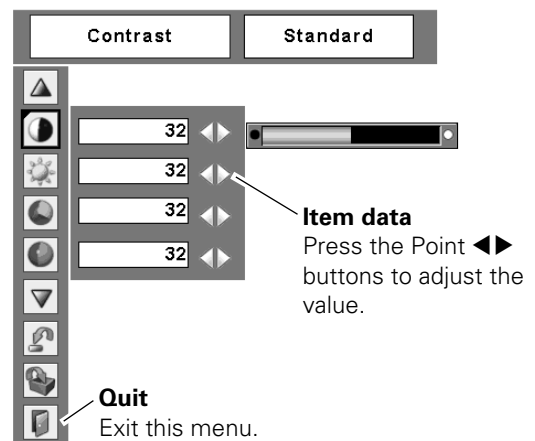 Contrast Standard
32
32
32
32
Item data
Press the Point ◀▶
buttons to adjust the
value.
Quit
Exit this menu.